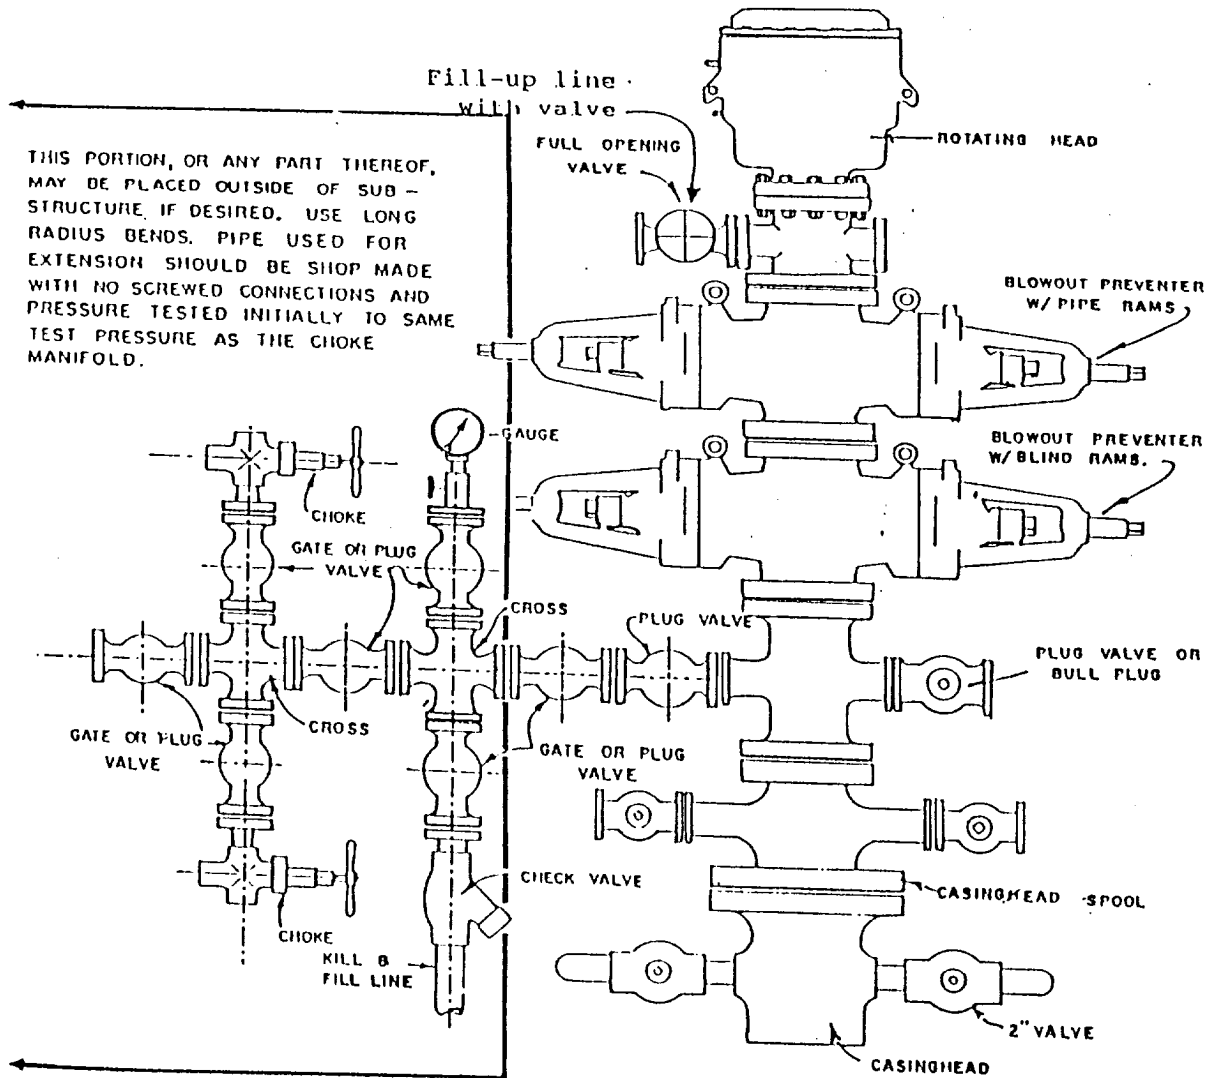 Fill-up line
with valve
FULL OPENING
VALVE
ROTATING HEAD
THIS PORTION, OR ANY PART THEREOF,
MAY BE PLACED OUTSIDE OF SUB-
STRUCTURE IF DESIRED. USE LONG
RADIUS BENDS. PIPE USED FOR
EXTENSION SHOULD BE SHOP MADE
WITH NO SCREWED CONNECTIONS AND
PRESSURE TESTED INITIALLY TO SAME
TEST PRESSURE AS THE CHOKE
MANIFOLD.
BLOWOUT PREVENTER
W/ PIPE RAMS
GAUGE
BLOWOUT PREVENTER
W/BLIND RAMS.
CHOKE
GATE OR PLUG
VALVE
CROSS
PLUG VALVE
PLUG VALVE OR
BULL PLUG
CROSS
GATE OR PLUG
VALVE
GATE OR PLUG
VALVE
CHECK VALVE
CASINGHEAD SPOOL
CHOKE
KILL &
FILL LINE
2" VALVE
CASINGHEAD